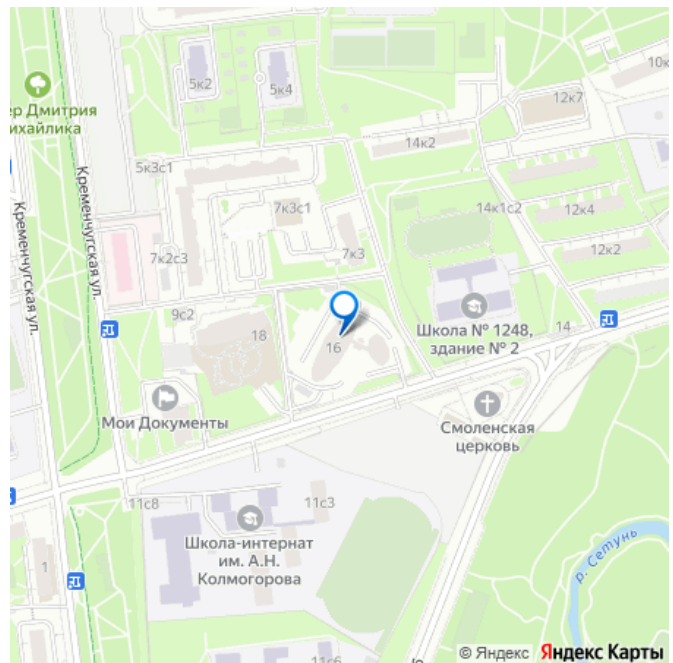 5к2
5к4
10к
12к7
ер Дмитрия
ихайлика
14к2
5к3с1
Кременчугская ул.
Кременчугская ул.
7к3с1
14к1с2
12к4
7к3
12к2
7к2с3
9с2
18
16
Школа № 1248,
здание № 2
14
Мои Документы
Смоленская
церковь
11с8
11с3
Школа-интернат
им. А.Н.
Колмогорова
1
р. Сетунь
11с6
© Яндекс Яндекс Карты